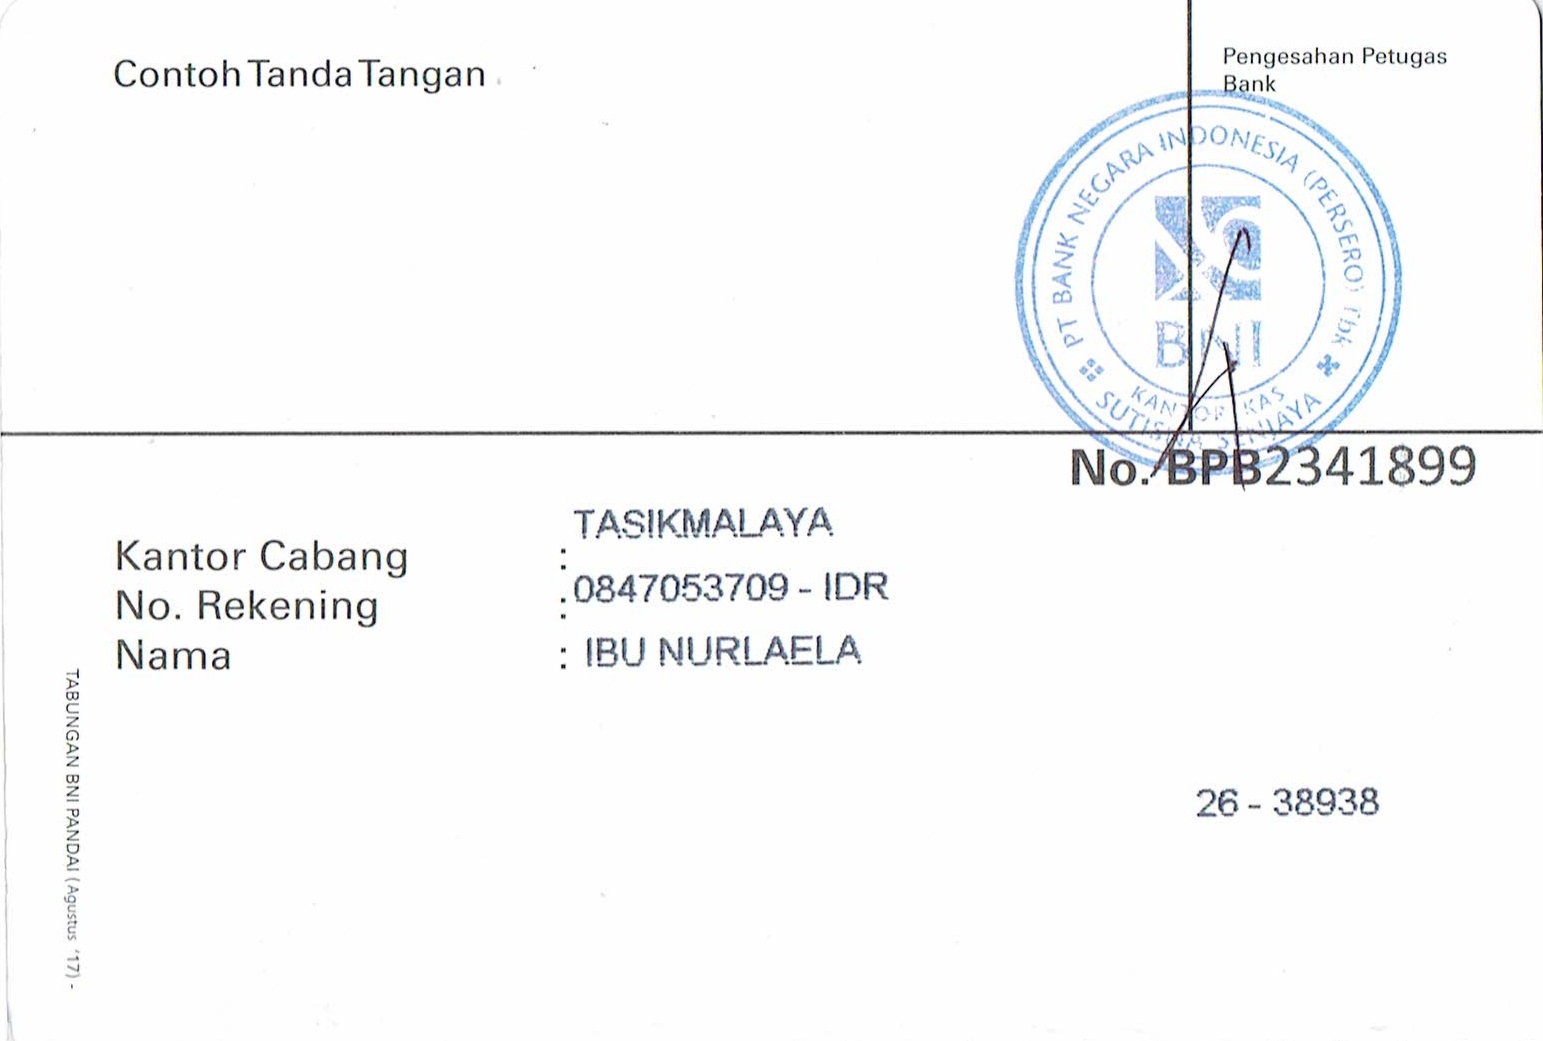 Contoh Tanda Tangan
Pengesahan Petugas
Bank
PT BANK NEGARA INDONESIA (PERSERO) Tbk
BNI
KANTOR KAS
SUTISNA SENJAYA
No. BPB2341899
Kantor Cabang : TASIKMALAYA
No. Rekening : 0847053709 - IDR
Nama : IBU NURLAELA
26 - 38938
TABUNGAN BNI PANDAI (Agustus '17) -